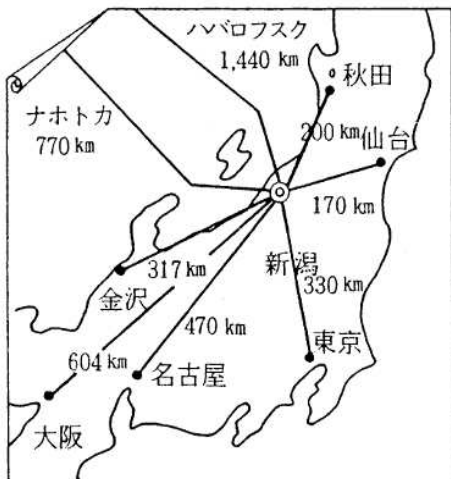 ハバロフスク
1,440 km
秋田
ナホトカ
770 km
200 km
仙台
170 km
新潟
317 km
330 km
金沢
470 km
東京
604 km
名古屋
大阪